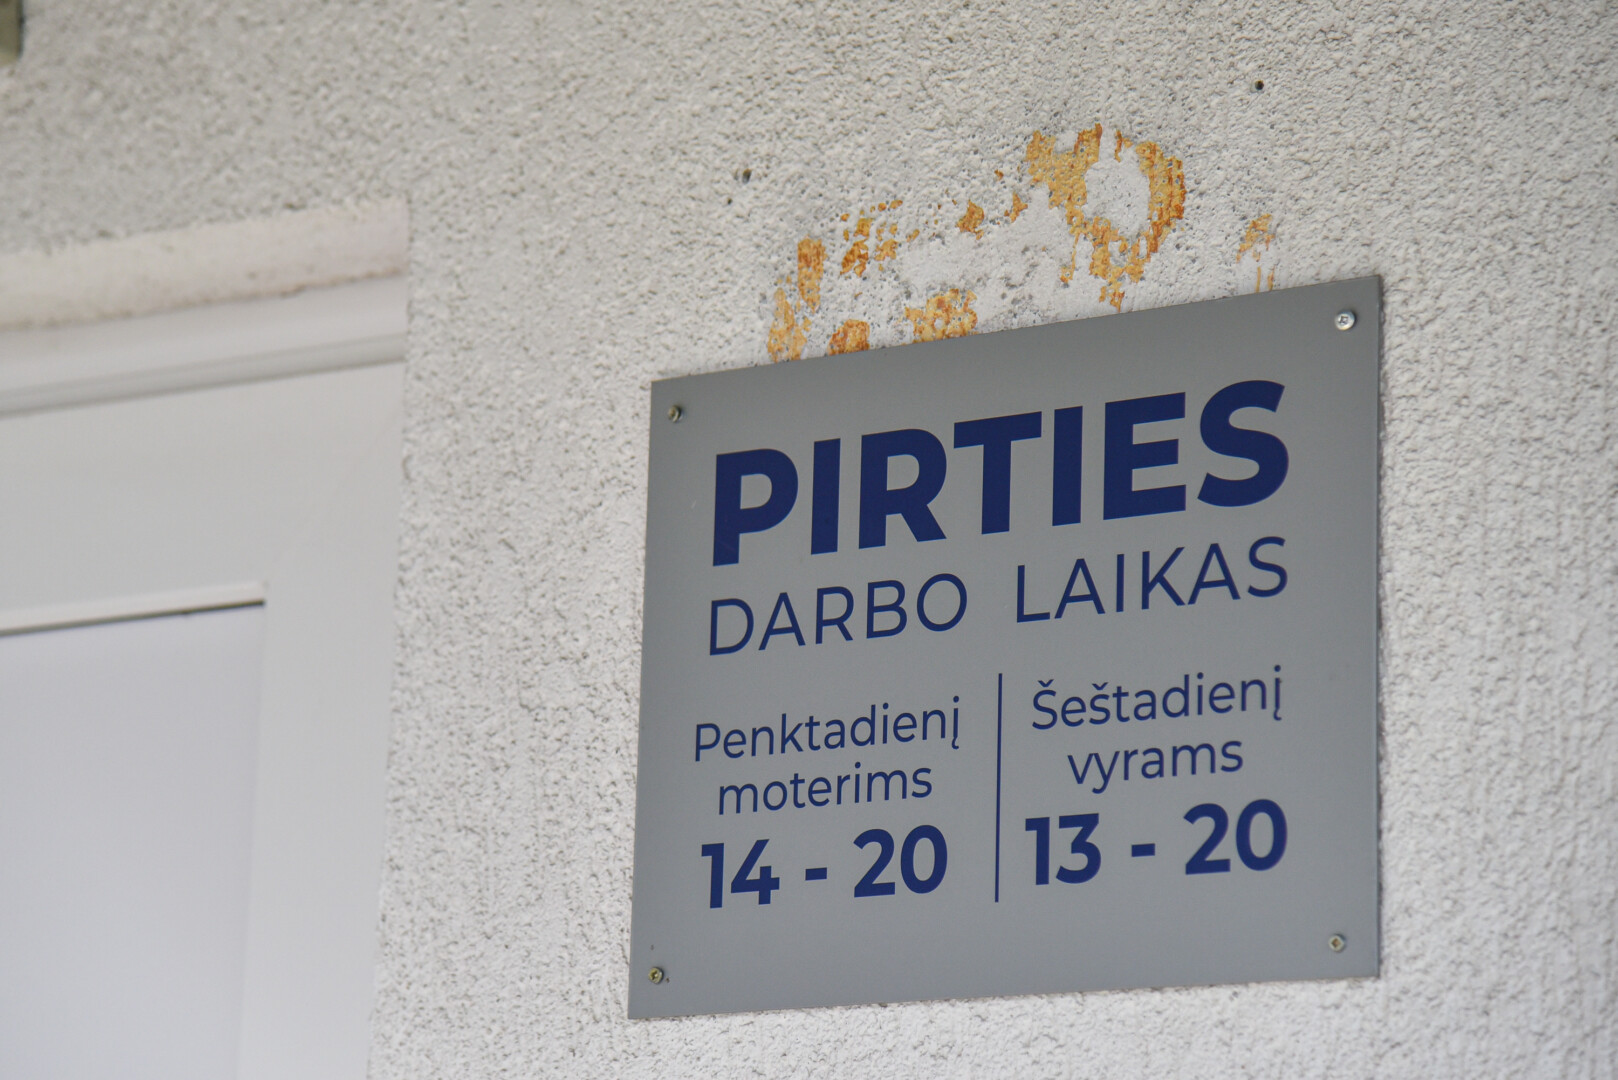 PIRTIES
DARBO LAIKAS
Penktadienį
moterims
14 - 20
Šeštadienį
vyrams
13 - 20